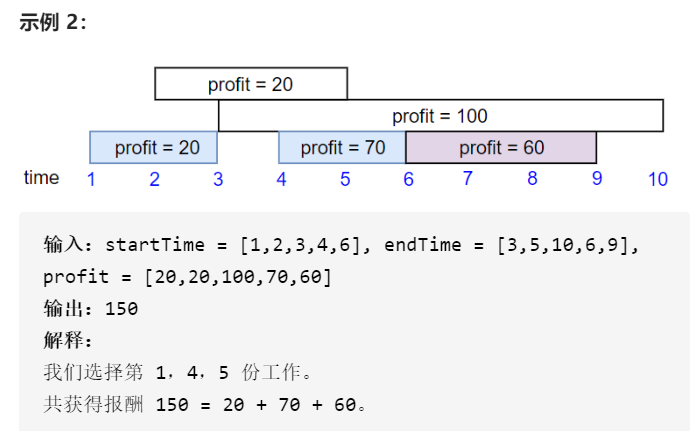 示例 2：
profit = 20
profit = 100
profit = 20 profit = 70 profit = 60
time 1 2 3 4 5 6 7 8 9 10
输入：startTime = [1,2,3,4,6], endTime = [3,5,10,6,9],
profit = [20,20,100,70,60]
输出：150
解释：
我们选择第 1，4，5 份工作。
共获得报酬 150 = 20 + 70 + 60。